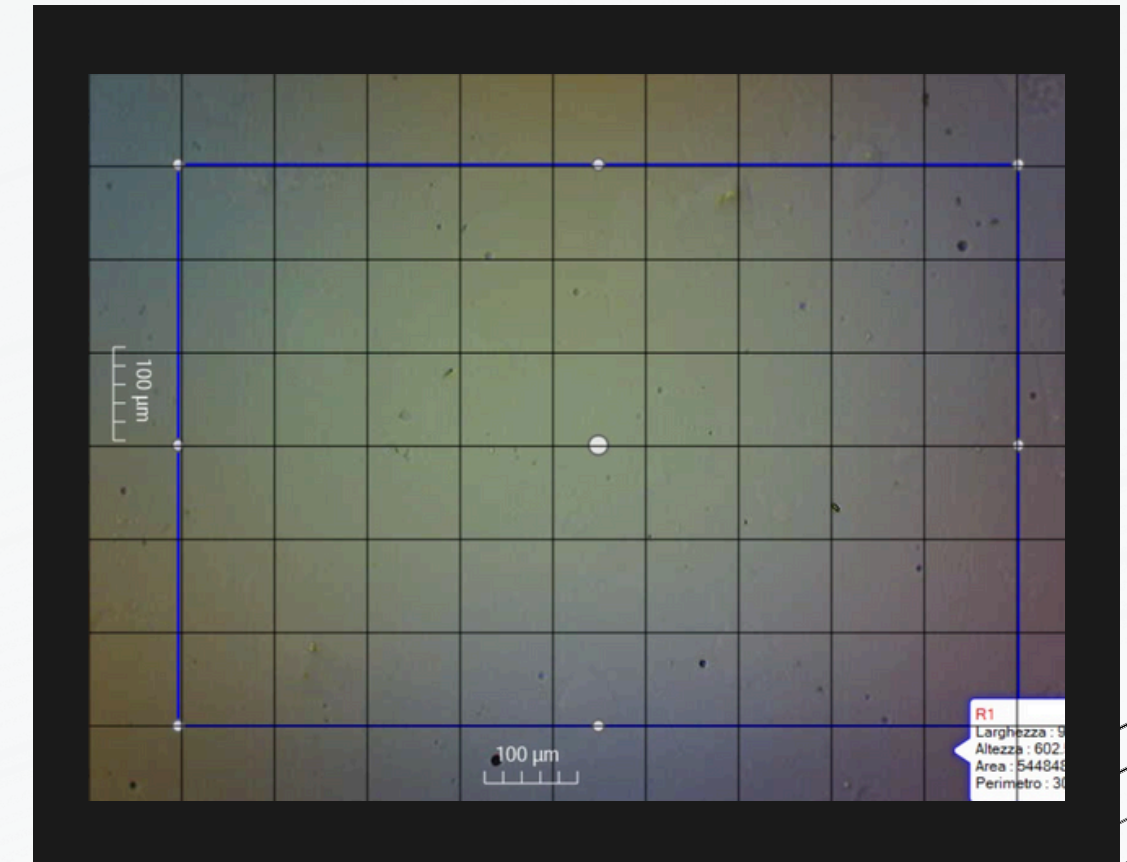 100 µm
100 µm
R1
Larghezza : 9
Altezza : 602.
Area : 544848
Perimetro : 30